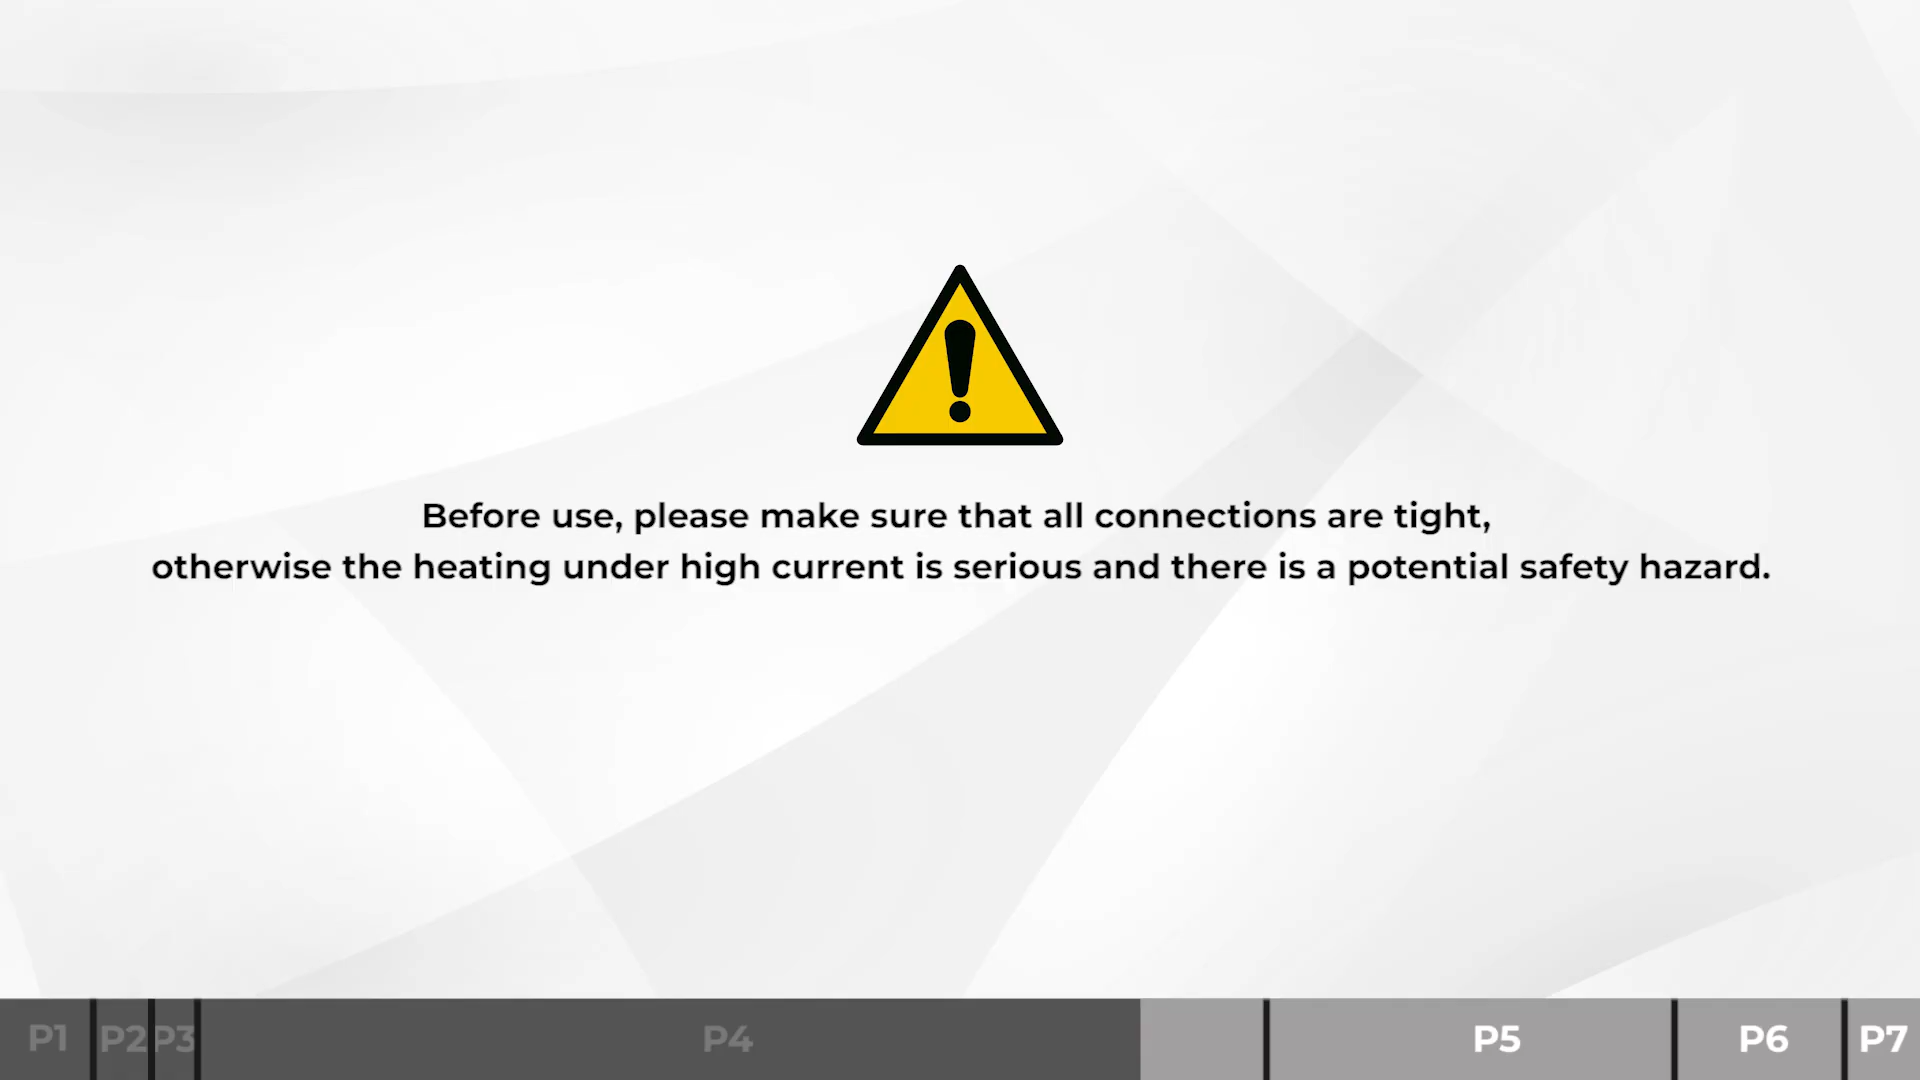 Before use, please make sure that all connections are tight,
otherwise the heating under high current is serious and there is a potential safety hazard.
P1 P2 P3 P4 P5 P6 P7